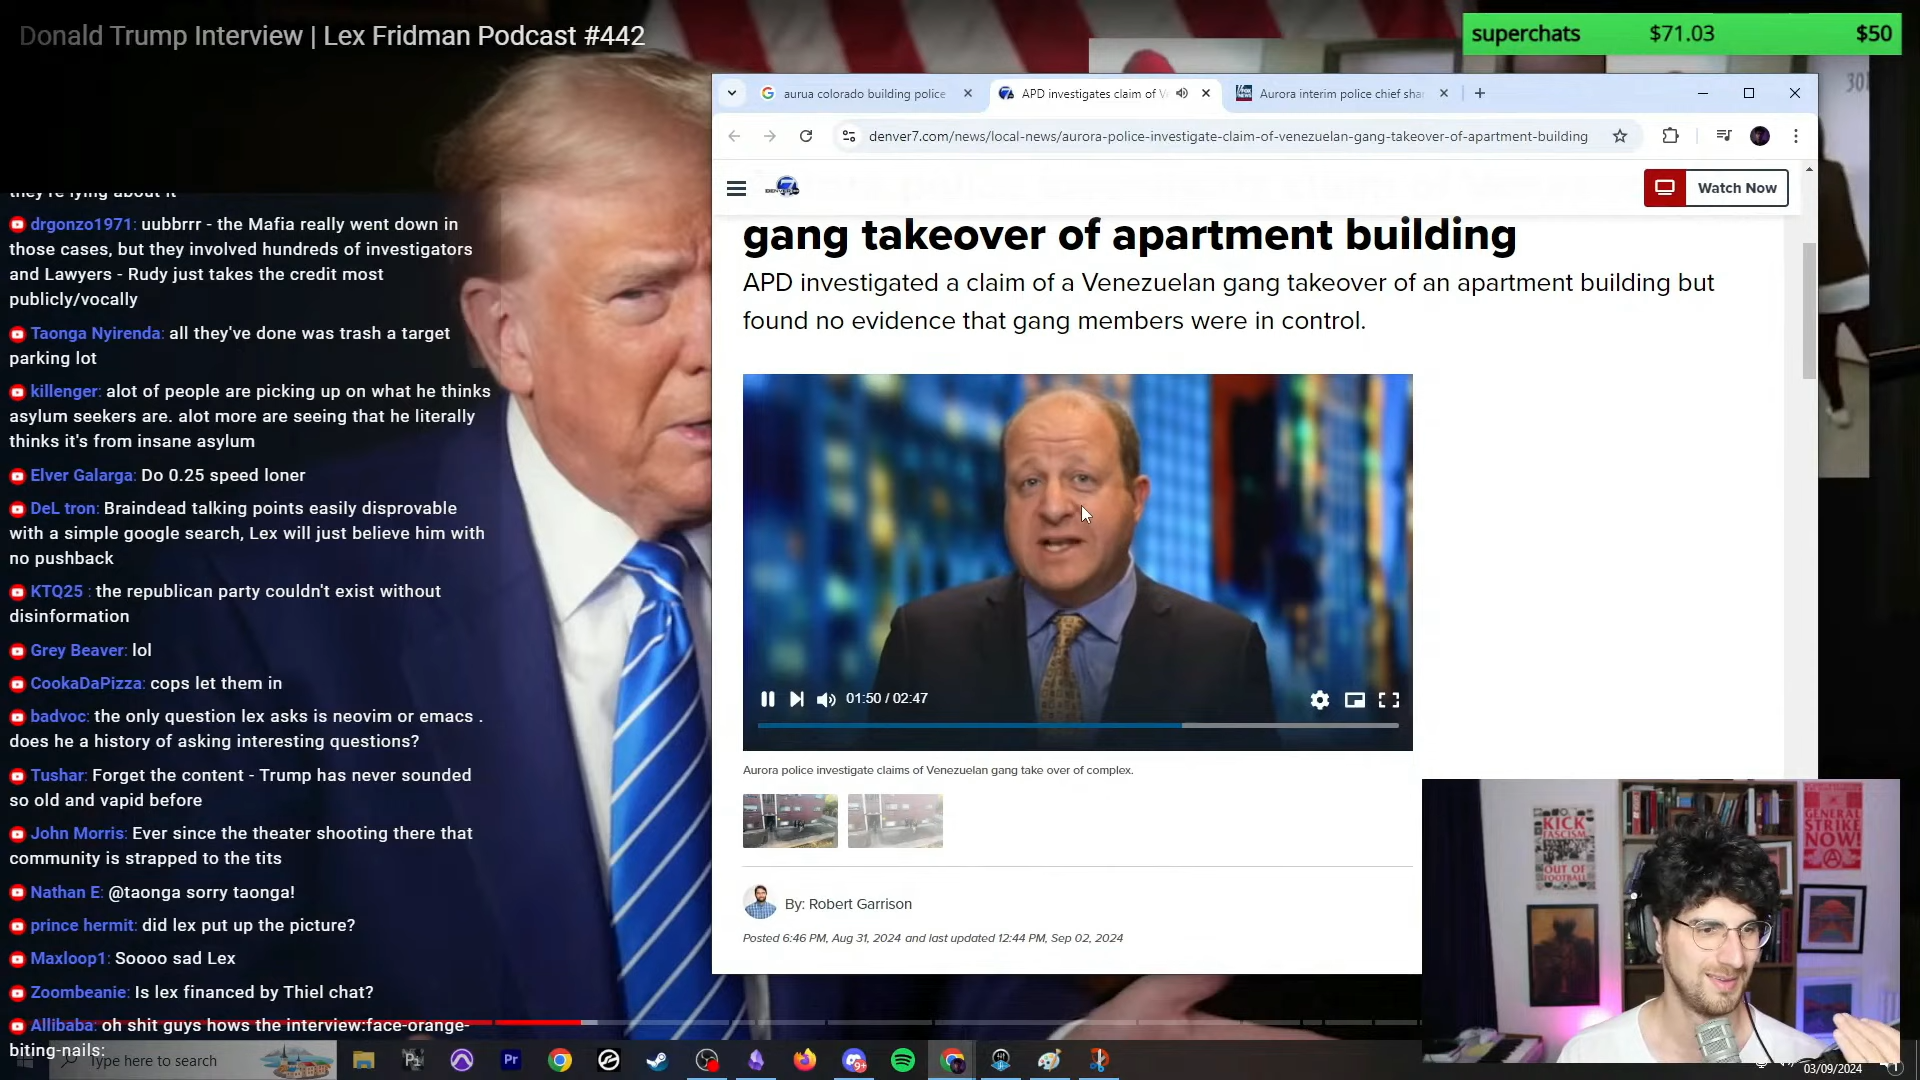 Donald Trump Interview | Lex Fridman Podcast #442
superchats $71.03 $50
aurua colorado building police
APD investigates claim of V
Aurora interim police chief sha
denver7.com/news/local-news/aurora-police-investigate-claim-of-venezuelan-gang-takeover-of-apartment-building
Watch Now
gang takeover of apartment building
APD investigated a claim of a Venezuelan gang takeover of an apartment building but
found no evidence that gang members were in control.
01:50 / 02:47
Aurora police investigate claims of Venezuelan gang take over of complex.
By: Robert Garrison
Posted 6:46 PM, Aug 31, 2024 and last updated 12:44 PM, Sep 02, 2024
they're lying about it
drgonzo1971: uubbrrr - the Mafia really went down in
those cases, but they involved hundreds of investigators
and Lawyers - Rudy just takes the credit most
publicly/vocally
Taonga Nyirenda: all they've done was trash a target
parking lot
killenger: alot of people are picking up on what he thinks
asylum seekers are. alot more are seeing that he literally
thinks it's from insane asylum
Elver Galarga: Do 0.25 speed loner
DeL tron: Braindead talking points easily disprovable
with a simple google search, Lex will just believe him with
no pushback
KTQ25 : the republican party couldn't exist without
disinformation
Grey Beaver: lol
CookaDaPizza: cops let them in
badvoc: the only question lex asks is neovim or emacs .
does he a history of asking interesting questions?
Tushar: Forget the content - Trump has never sounded
so old and vapid before
John Morris: Ever since the theater shooting there that
community is strapped to the tits
Nathan E: @taonga sorry taonga!
prince hermit: did lex put up the picture?
Maxloop1: Soooo sad Lex
Zoombeanie: Is lex financed by Thiel chat?
Allibaba: oh shit guys hows the interview:face-orange-
biting-nails:
KICK
FASCISM
OUT OF
FOOTBALL
GENERAL
STRIKE
NOW!
301
Type here to search
Pr
9+
03/09/2024
1